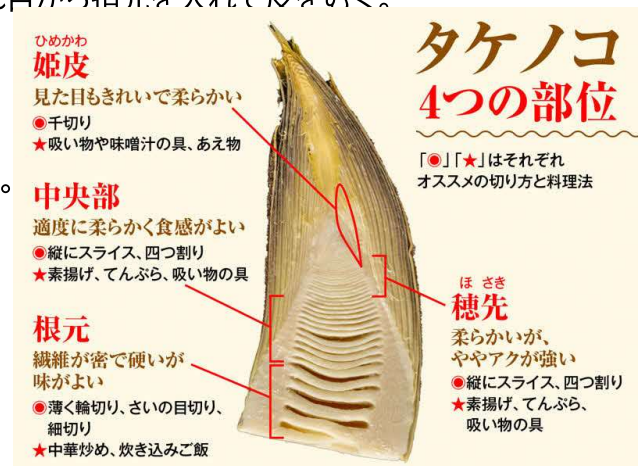 タケノコ
4つの部位
「◉」「★」はそれぞれ
オススメの切り方と料理法
ひめかわ
姫皮
見た目もきれいで柔らかい
◉千切り
★吸い物や味噌汁の具、あえ物
。
中央部
適度に柔らかく食感がよい
◉縦にスライス、四つ割り
★素揚げ、てんぷら、吸い物の具
根元
繊維が密で硬いが
味がよい
◉薄く輪切り、さいの目切り、
細切り
★中華炒め、炊き込みご飯
ほさき
穂先
柔らかいが、
ややアクが強い
◉縦にスライス、四つ割り
★素揚げ、てんぷら、
吸い物の具